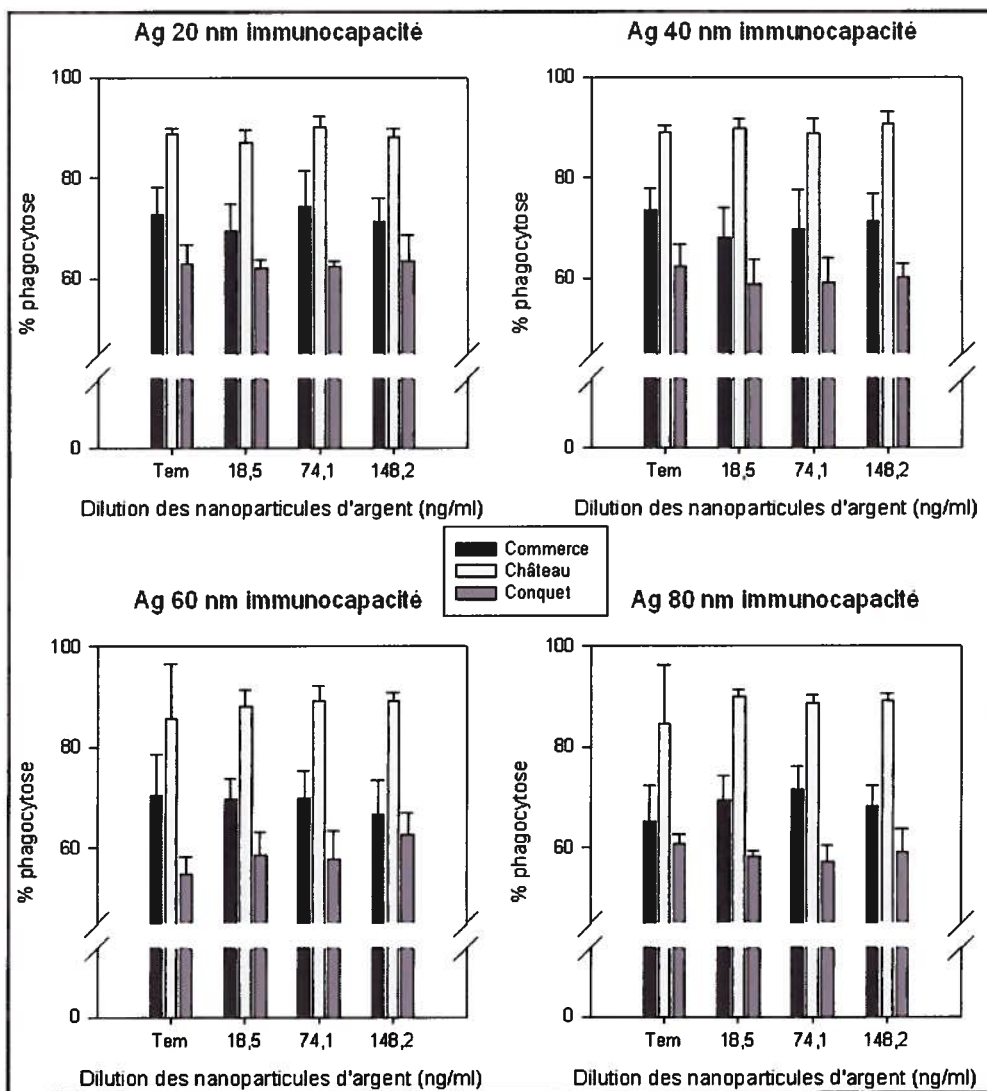 Ag 20 nm immunocapacité
100
80
60
0
% phagocytose
Tem 18,5 74,1 148,2
Dilution des nanoparticules d'argent (ng/ml)
Ag 40 nm immunocapacité
100
80
60
0
% phagocytose
Tem 18,5 74,1 148,2
Dilution des nanoparticules d'argent (ng/ml)
Commerce
Château
Conquet
Ag 60 nm immunocapacité
100
80
60
0
% phagocytose
Tem 18,5 74,1 148,2
Dilution des nanoparticules d'argent (ng/ml)
Ag 80 nm immunocapacité
100
80
60
0
% phagocytose
Tem 18,5 74,1 148,2
Dilution des nanoparticules d'argent (ng/ml)